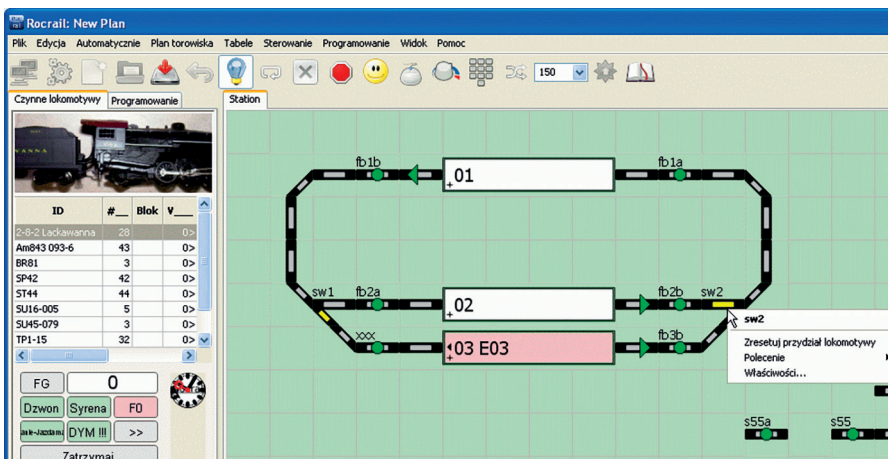 Rocrail: New Plan
Plik Edycja Automatycznie Plan torowiska Tabele Sterowanie Programowanie Widok Pomoc
150
Czynne lokomotywy Programowanie
Station
ID #__ Blok V__
2-8-2 Lackawanna 28 0>
Am843 093-6 43 0>
BR81 3 0>
SP42 42 0>
ST44 44 0>
SU16-005 5 0>
SU45-079 3 0>
TP1-15 32 0>
FG 0
Dzwon Syrena F0
DYM !!! >>
Zatrzymaj
fb1b 01 fb1a
sw1 fb2a 02 fb2b sw2
xxx 03 E03 fb3b
sw2
Zresetuj przydział lokomotywy
Polecenie
Właściwości...
s55a s55